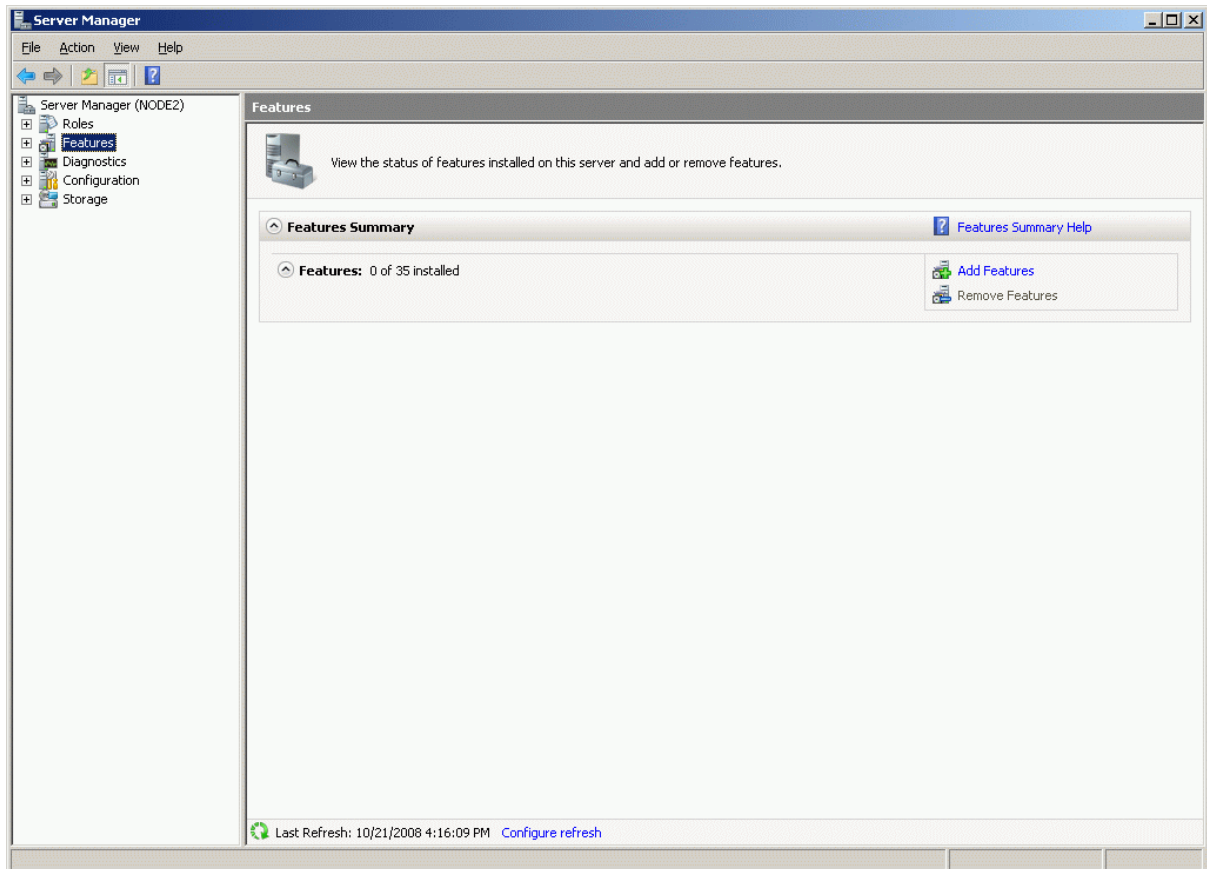 Server Manager
File Action View Help
Server Manager (NODE2)
Roles
Features
Diagnostics
Configuration
Storage
Features
View the status of features installed on this server and add or remove features.
Features Summary
Features Summary Help
Features: 0 of 35 installed
Add Features
Remove Features
Last Refresh: 10/21/2008 4:16:09 PM Configure refresh